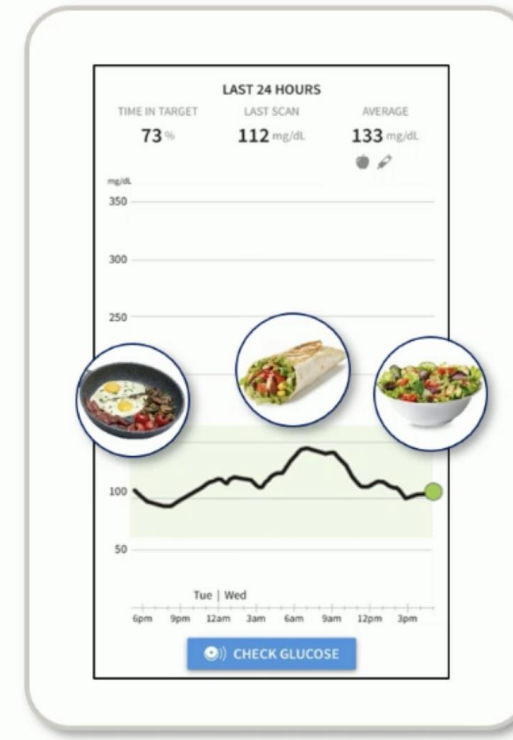 LAST 24 HOURS
TIME IN TARGET LAST SCAN AVERAGE
73 % 112 mg/dL 133 mg/dL
mg/dL
350
300
250
100
50
Tue | Wed
6pm 9pm 12am 3am 6am 9am 12pm 3pm
CHECK GLUCOSE